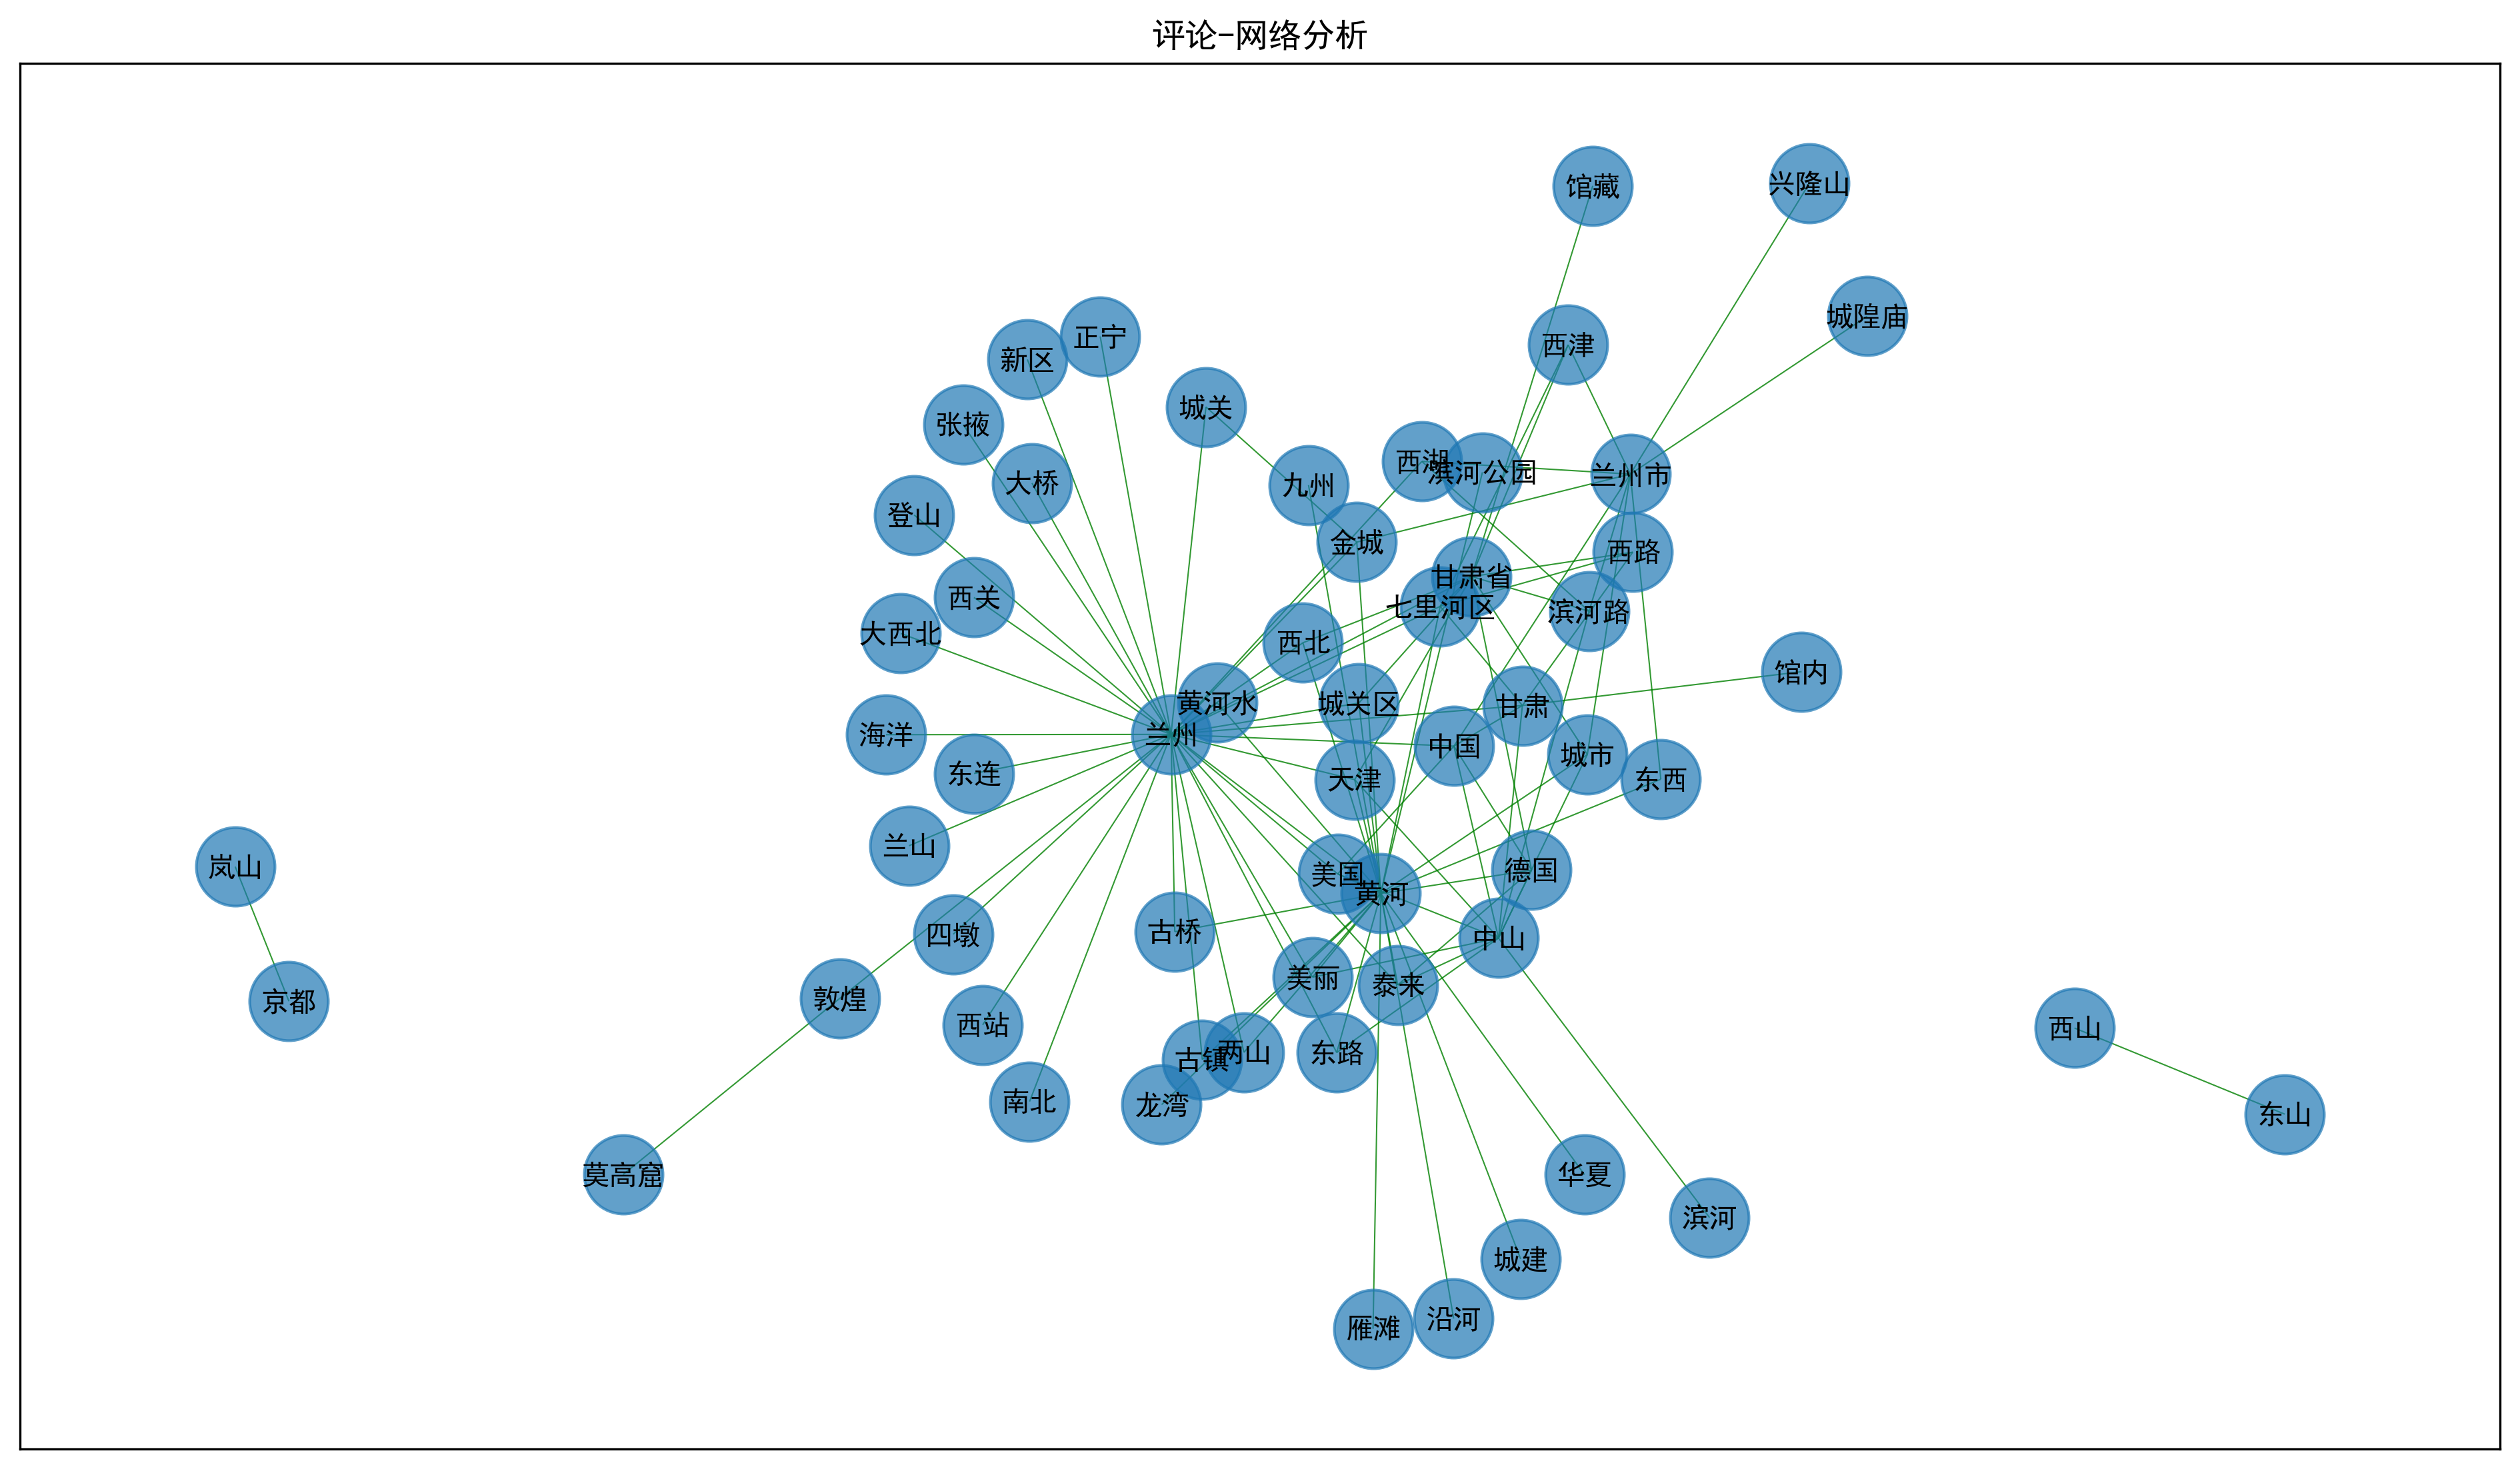 评论-网络分析
馆藏
兴隆山
城隍庙
正宁
西津
新区
城关
张掖
西湖
滨河公园
兰州市
大桥
九州
登山
金城
西路
甘肃省
西关
七里河区
滨河路
大西北
西北
馆内
黄河水
城关区
甘肃
海洋
兰州
中国
城市
东连
天津
东西
兰山
岚山
美国
德国
黄河
古桥
四墩
中山
美丽
泰来
敦煌
京都
西站
西山
古镇
两山
东路
南北
龙湾
东山
莫高窟
华夏
滨河
城建
雁滩
沿河